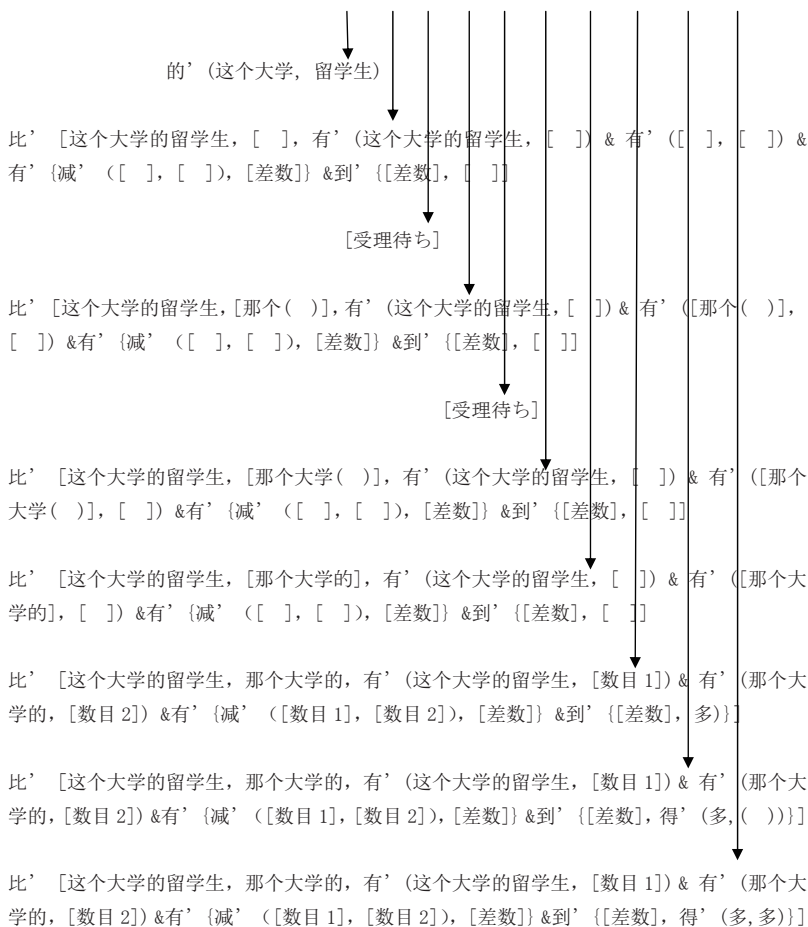 的’(这个大学, 留学生)
比’ [这个大学的留学生, [  ], 有’(这个大学的留学生, [  ]) & 有’([  ], [  ]) &
有’{减’ ([  ], [  ]), [差数]} &到’{[差数], [  ]]
[受理待ち]
比’ [这个大学的留学生, [那个(  )], 有’(这个大学的留学生, [  ]) & 有’([那个(  )],
[  ]) &有’{减’ ([  ], [  ]), [差数]} &到’{[差数], [  ]]
[受理待ち]
比’ [这个大学的留学生, [那个大学(  )], 有’(这个大学的留学生, [  ]) & 有’([那个
大学(  )], [  ]) &有’{减’ ([  ], [  ]), [差数]} &到’{[差数], [  ]]
比’ [这个大学的留学生, [那个大学的], 有’(这个大学的留学生, [  ]) & 有’([那个大
学的], [  ]) &有’{减’ ([  ], [  ]), [差数]} &到’{[差数], [  ]]
比’ [这个大学的留学生, 那个大学的, 有’(这个大学的留学生, [数目 1]) & 有’(那个大
学的, [数目 2]) &有’{减’ ([数目 1], [数目 2]), [差数]} &到’{[差数], 多)}]
比’ [这个大学的留学生, 那个大学的, 有’(这个大学的留学生, [数目 1]) & 有’(那个大
学的, [数目 2]) &有’{减’ ([数目 1], [数目 2]), [差数]} &到’{[差数], 得’(多, (  ))}]
比’ [这个大学的留学生, 那个大学的, 有’(这个大学的留学生, [数目 1]) & 有’(那个大
学的, [数目 2]) &有’{减’ ([数目 1], [数目 2]), [差数]} &到’{[差数], 得’(多, 多)}]